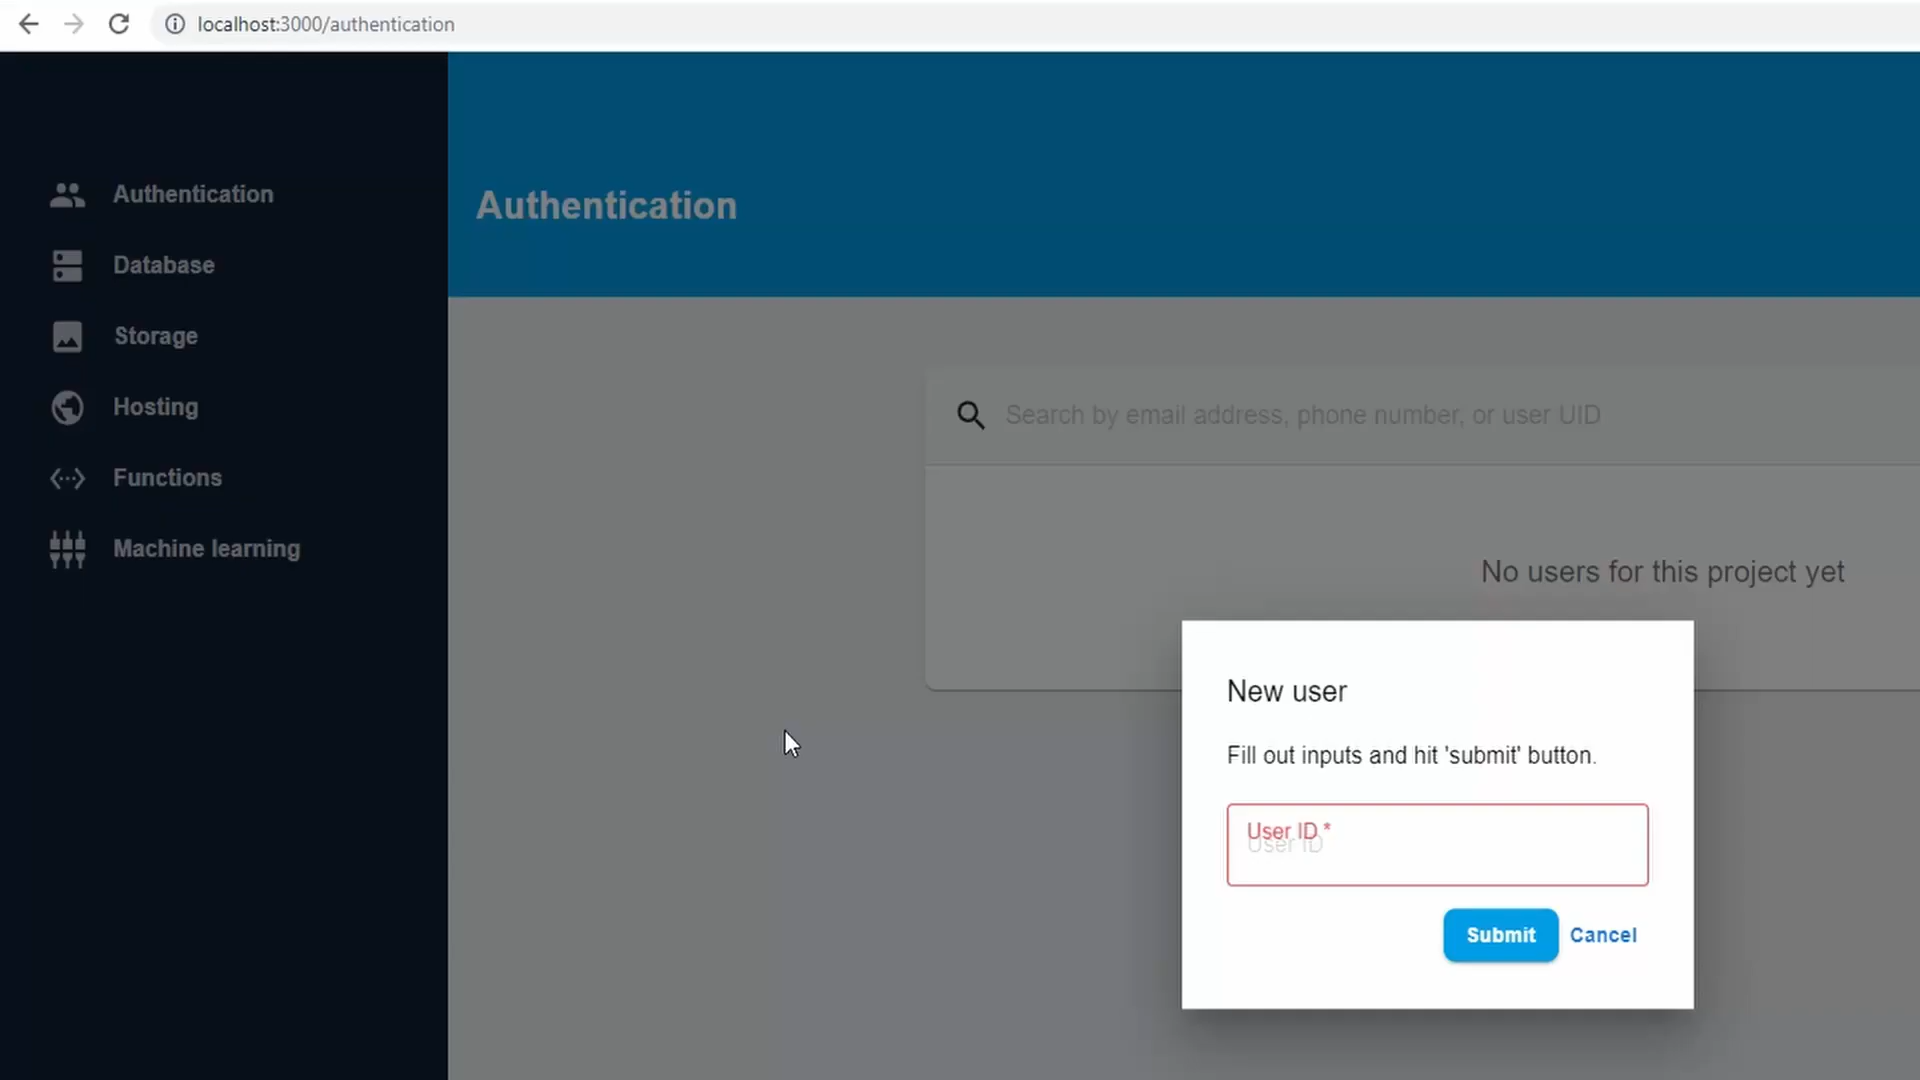 localhost:3000/authentication
Authentication
Database
Storage
Hosting
Functions
Machine learning
Authentication
Search by email address, phone number, or user UID
No users for this project yet
New user
Fill out inputs and hit 'submit' button.
User ID *
User ID
Submit
Cancel